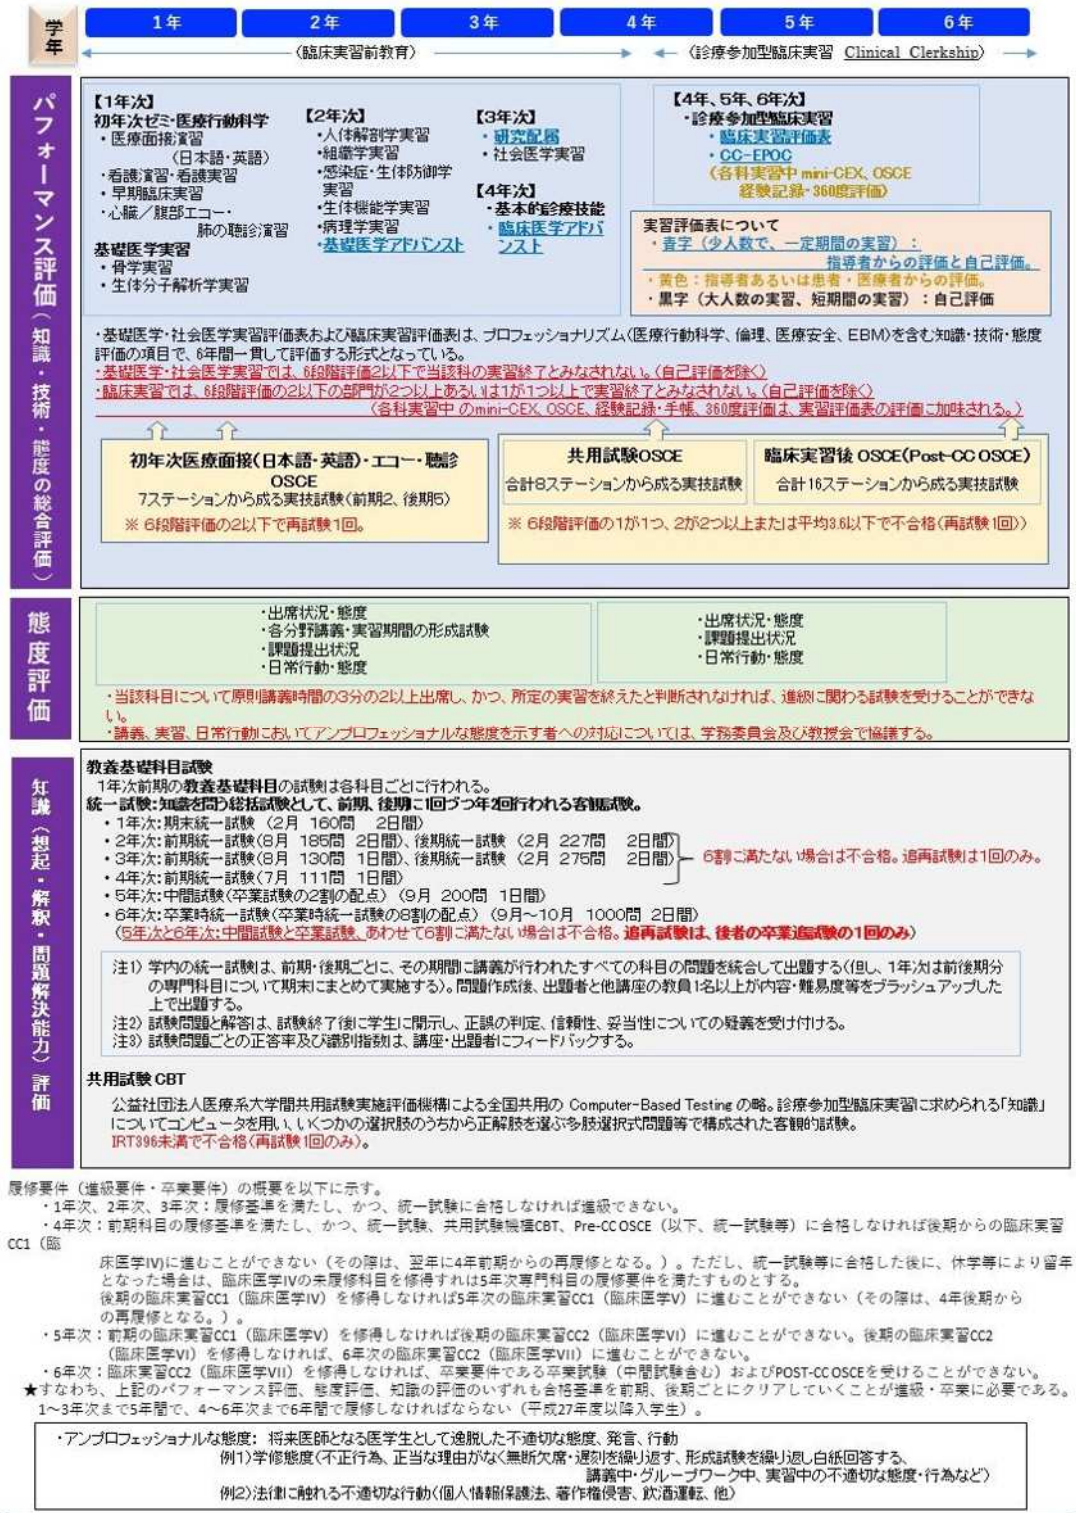 学年
1年 2年 3年 4年 5年 6年
〈臨床実習前教育〉 〈診療参加型臨床実習 Clinical Clerkship〉
パフォーマンス評価（知識・技術・態度の総合評価）
【1年次】
初年次ゼミ・医療行動科学
・医療面接演習
（日本語・英語）
・看護演習・看護実習
・早期臨床実習
・心臓／腹部エコー・
肺の聴診演習
基礎医学実習
・骨学実習
・生体分子解析学実習
【2年次】
・人体解剖学実習
・組織学実習
・感染症・生体防御学
実習
・生体機能学実習
・病理学実習
・基礎医学アドバンスト
【3年次】
・研究配属
・社会医学実習
【4年次】
・基本的診療技能
・臨床医学アドバ
ンスト
【4年、5年、6年次】
・診療参加型臨床実習
・臨床実習評価表
・CC-EPOC
（各科実習中 mini-CEX、OSCE
経験記録・360度評価）
実習評価表について
・青字（少人数で、一定期間の実習）：
指導者からの評価と自己評価。
・黄色：指導者あるいは患者・医療者からの評価。
・黒字（大人数の実習、短期間の実習）：自己評価
・基礎医学・社会医学実習評価表および臨床実習評価表は、プロフェッショナリズム（医療行動科学、倫理、医療安全、EBM）を含む知識・技術・態度
評価の項目で、6年間一貫して評価する形式となっている。
・基礎医学・社会医学実習では、6段階評価2以下で当該科の実習終了とみなされない。（自己評価を除く）
・臨床実習では、6段階評価の2以下の部門が2つ以上あるいは1が1つ以上で実習終了とみなされない。（自己評価を除く）
（各科実習中 のmini-CEX、OSCE、経験記録・手帳、360度評価は、実習評価表の評価に加味される。）
初年次医療面接（日本語・英語）・エコー・聴診
OSCE
7ステーションから成る実技試験（前期2、後期5）
※ 6段階評価の2以下で再試験1回。
共用試験OSCE
合計8ステーションから成る実技試験
臨床実習後 OSCE（Post-CC OSCE）
合計16ステーションから成る実技試験
※ 6段階評価の1が1つ、2が2つ以上または平均3.6以下で不合格（再試験1回））
態度評価
・出席状況・態度
・各分野講義・実習期間の形成試験
・課題提出状況
・日常行動・態度
・出席状況・態度
・課題提出状況
・日常行動・態度
・当該科目について原則講義時間の3分の2以上出席し、かつ、所定の実習を終えたと判断されなければ、進級に関わる試験を受けることができな
い。
・講義、実習、日常行動においてアンプロフェッショナルな態度を示す者への対応については、学務委員会及び教授会で協議する。
知識（想起・解釈・問題解決能力）評価
教養基礎科目試験
1年次前期の教養基礎科目の試験は各科目ごとに行われる。
統一試験：知識を問う総括試験として、前期、後期に1回づつ年2回行われる客観試験。
・1年次：期末統一試験（2月 160問 2日間）
・2年次：前期統一試験（8月 185問 2日間）、後期統一試験（2月 227問 2日間）
・3年次：前期統一試験（8月 130問 1日間）、後期統一試験（2月 275問 2日間）
・4年次：前期統一試験（7月 111問 1日間）
6割に満たない場合は不合格。追再試験は1回のみ。
・5年次：中間試験（卒業試験の2割の配点）（9月 200問 1日間）
・6年次：卒業時統一試験（卒業時統一試験の8割の配点）（9月～10月 1000問 2日間）
（5年次と6年次：中間試験と卒業試験、あわせて6割に満たない場合は不合格。追再試験は、後者の卒業追試験の1回のみ）
注1） 学内の統一試験は、前期・後期ごとに、その期間に講義が行われたすべての科目の問題を統合して出題する（但し、1年次は前後期分
の専門科目について期末にまとめて実施する）。問題作成後、出題者と他講座の教員1名以上が内容・難易度等をブラッシュアップした
上で出題する。
注2） 試験問題と解答は、試験終了後に学生に開示し、正誤の判定、信頼性、妥当性についての疑義を受け付ける。
注3） 試験問題ごとの正答率及び識別指数は、講座・出題者にフィードバックする。
共用試験 CBT
公益社団法人医療系大学間共用試験実施評価機構による全国共用の Computer-Based Testing の略。診療参加型臨床実習に求められる「知識」
についてコンピュータを用い、いくつかの選択肢のうちから正解肢を選ぶ多肢選択式問題等で構成された客観的試験。
IRT396未満で不合格（再試験1回のみ）。
履修要件（進級要件・卒業要件）の概要を以下に示す。
・1年次、2年次、3年次：履修基準を満たし、かつ、統一試験に合格しなければ進級できない。
・4年次：前期科目の履修基準を満たし、かつ、統一試験、共用試験機構CBT、Pre-CC OSCE（以下、統一試験等）に合格しなければ後期からの臨床実習
CC1（臨
床医学IV)に進むことができない（その際は、翌年に4年前期からの再履修となる。）。ただし、統一試験等に合格した後に、休学等により留年
となった場合は、臨床医学IVの未履修科目を修得すれは5年次専門科目の履修要件を満たすものとする。
後期の臨床実習CC1（臨床医学IV）を修得しなければ5年次の臨床実習CC1（臨床医学V）に進むことができない（その際は、4年後期から
の再履修となる。）。
・5年次：前期の臨床実習CC1（臨床医学V）を修得しなければ後期の臨床実習CC2（臨床医学VI）に進むことができない。後期の臨床実習CC2
（臨床医学VI）を修得しなければ、6年次の臨床実習CC2（臨床医学VII）に進むことができない。
・6年次：臨床実習CC2（臨床医学VII）を修得しなければ、卒業要件である卒業試験（中間試験含む）およびPOST-CC OSCEを受けることができない。
★すなわち、上記のパフォーマンス評価、態度評価、知識の評価のいずれも合格基準を前期、後期ごとにクリアしていくことが進級・卒業に必要である。
1～3年次まで5年間で、4～6年次まで6年間で履修しなければならない（平成27年度以降入学生）。
・アンプロフェッショナルな態度： 将来医師となる医学生として逸脱した不適切な態度、発言、行動
例1）学修態度（不正行為、正当な理由がなく無断欠席・遅刻を繰り返す、形成試験を繰り返し白紙回答する、
講義中・グループワーク中、実習中の不適切な態度・行為など）
例2）法律に触れる不適切な行動（個人情報保護法、著作権侵害、飲酒運転、他）